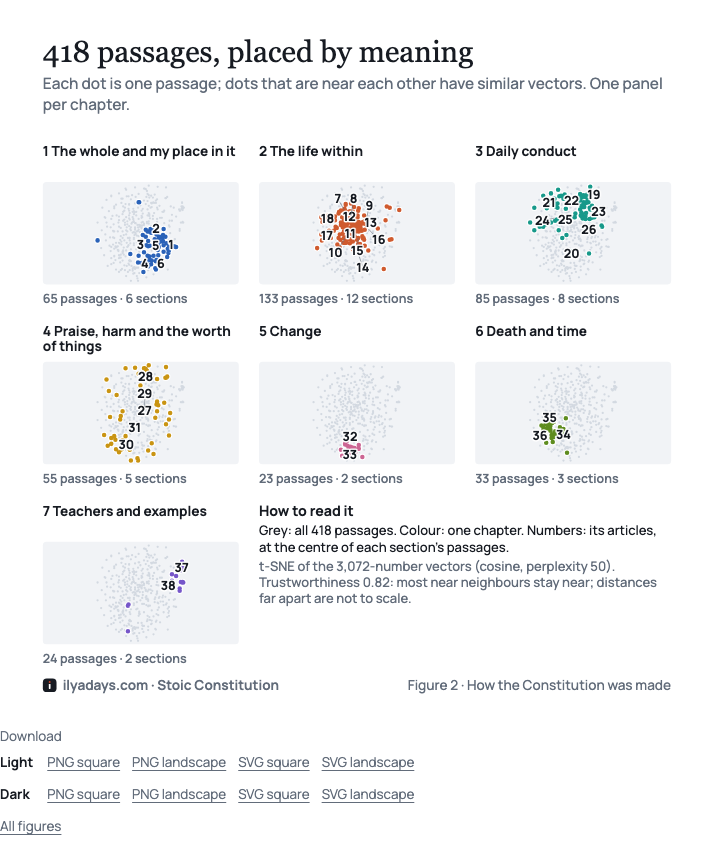 418 passages, placed by meaning
Each dot is one passage; dots that are near each other have similar vectors. One panel
per chapter.
1 The whole and my place in it
2 The life within
3 Daily conduct
2
3 5 1
4 6
7 8 9
18 12 13
17 11 16
10 15
14
19
21 22
23
24 25
26
20
65 passages · 6 sections
133 passages · 12 sections
85 passages · 8 sections
4 Praise, harm and the worth
of things
5 Change
6 Death and time
28
29
27
31
30
32
33
35
36 34
55 passages · 5 sections
23 passages · 2 sections
33 passages · 3 sections
7 Teachers and examples
37
38
24 passages · 2 sections
How to read it
Grey: all 418 passages. Colour: one chapter. Numbers: its articles,
at the centre of each section's passages.
t-SNE of the 3,072-number vectors (cosine, perplexity 50).
Trustworthiness 0.82: most near neighbours stay near; distances
far apart are not to scale.
i ilyadays.com · Stoic Constitution
Figure 2 · How the Constitution was made
Download
Light PNG square PNG landscape SVG square SVG landscape
Dark PNG square PNG landscape SVG square SVG landscape
All figures